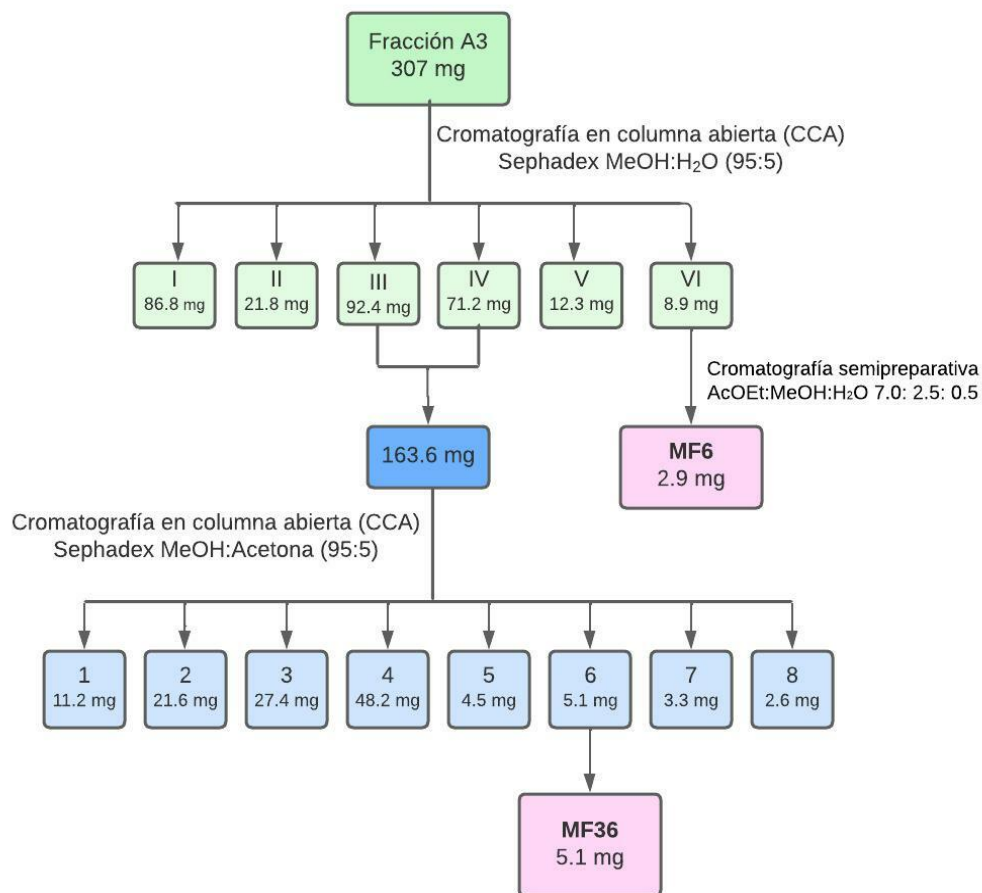 Fracción A3
307 mg
Cromatografía en columna abierta (CCA)
Sephadex MeOH:H₂O (95:5)
I
86.8 mg
II
21.8 mg
III
92.4 mg
IV
71.2 mg
V
12.3 mg
VI
8.9 mg
Cromatografía semipreparativa
AcOEt:MeOH:H₂O 7.0: 2.5: 0.5
163.6 mg
MF6
2.9 mg
Cromatografía en columna abierta (CCA)
Sephadex MeOH:Acetona (95:5)
1
11.2 mg
2
21.6 mg
3
27.4 mg
4
48.2 mg
5
4.5 mg
6
5.1 mg
7
3.3 mg
8
2.6 mg
MF36
5.1 mg